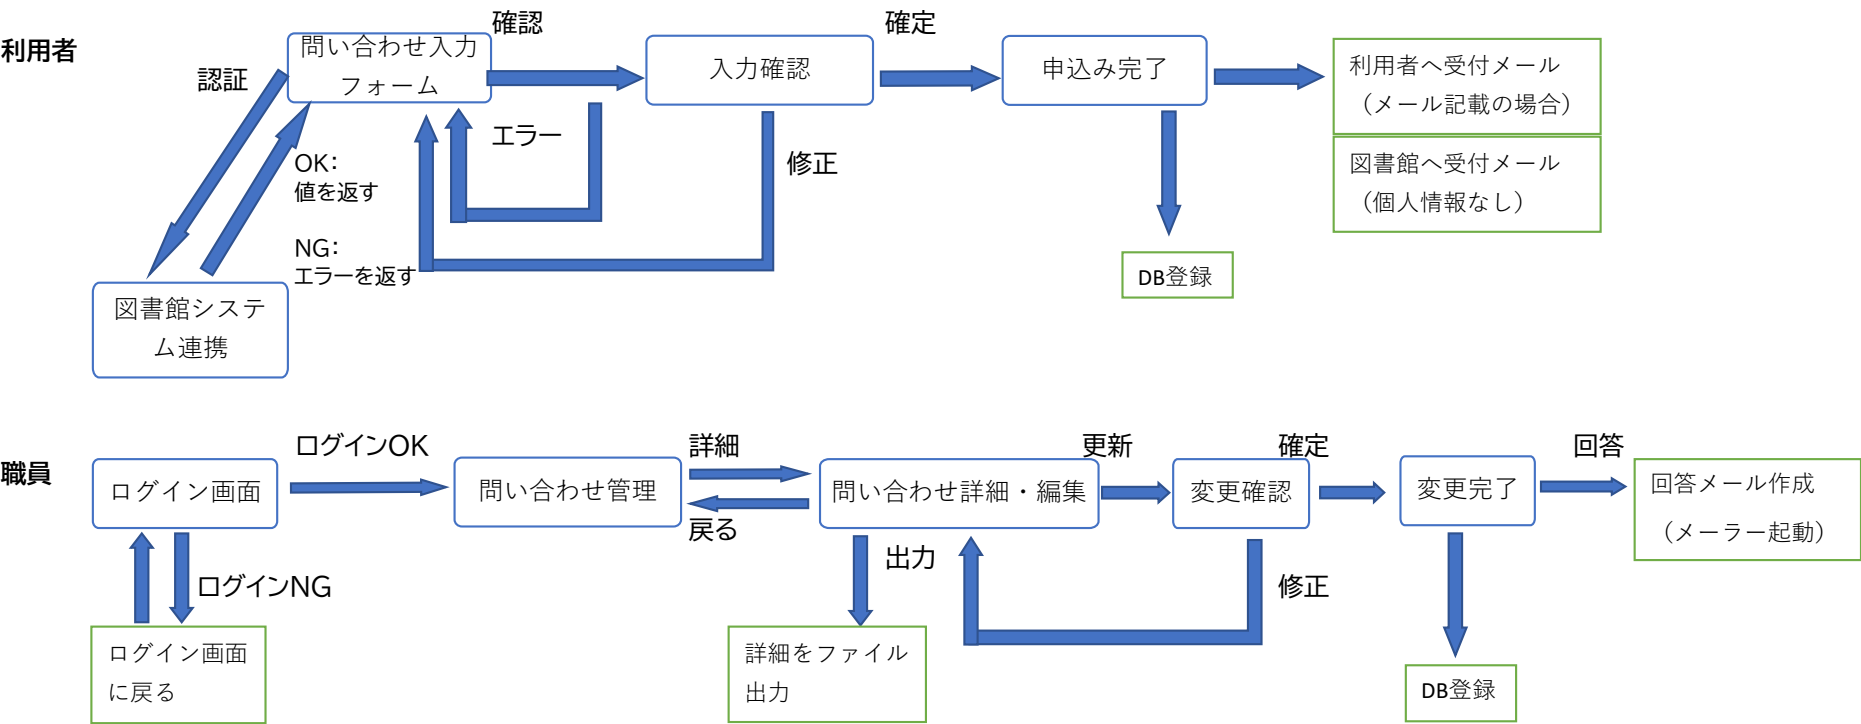 利用者
認証
問い合わせ入力
フォーム
確認
入力確認
確定
申込み完了
利用者へ受付メール
（メール記載の場合）
図書館へ受付メール
（個人情報なし）
エラー
修正
OK：
値を返す
NG：
エラーを返す
図書館システ
ム連携
DB登録
職員
ログイン画面
ログインOK
問い合わせ管理
詳細
戻る
問い合わせ詳細・編集
更新
変更確認
確定
変更完了
回答
回答メール作成
（メーラー起動）
ログインNG
ログイン画面
に戻る
出力
詳細をファイル
出力
修正
DB登録